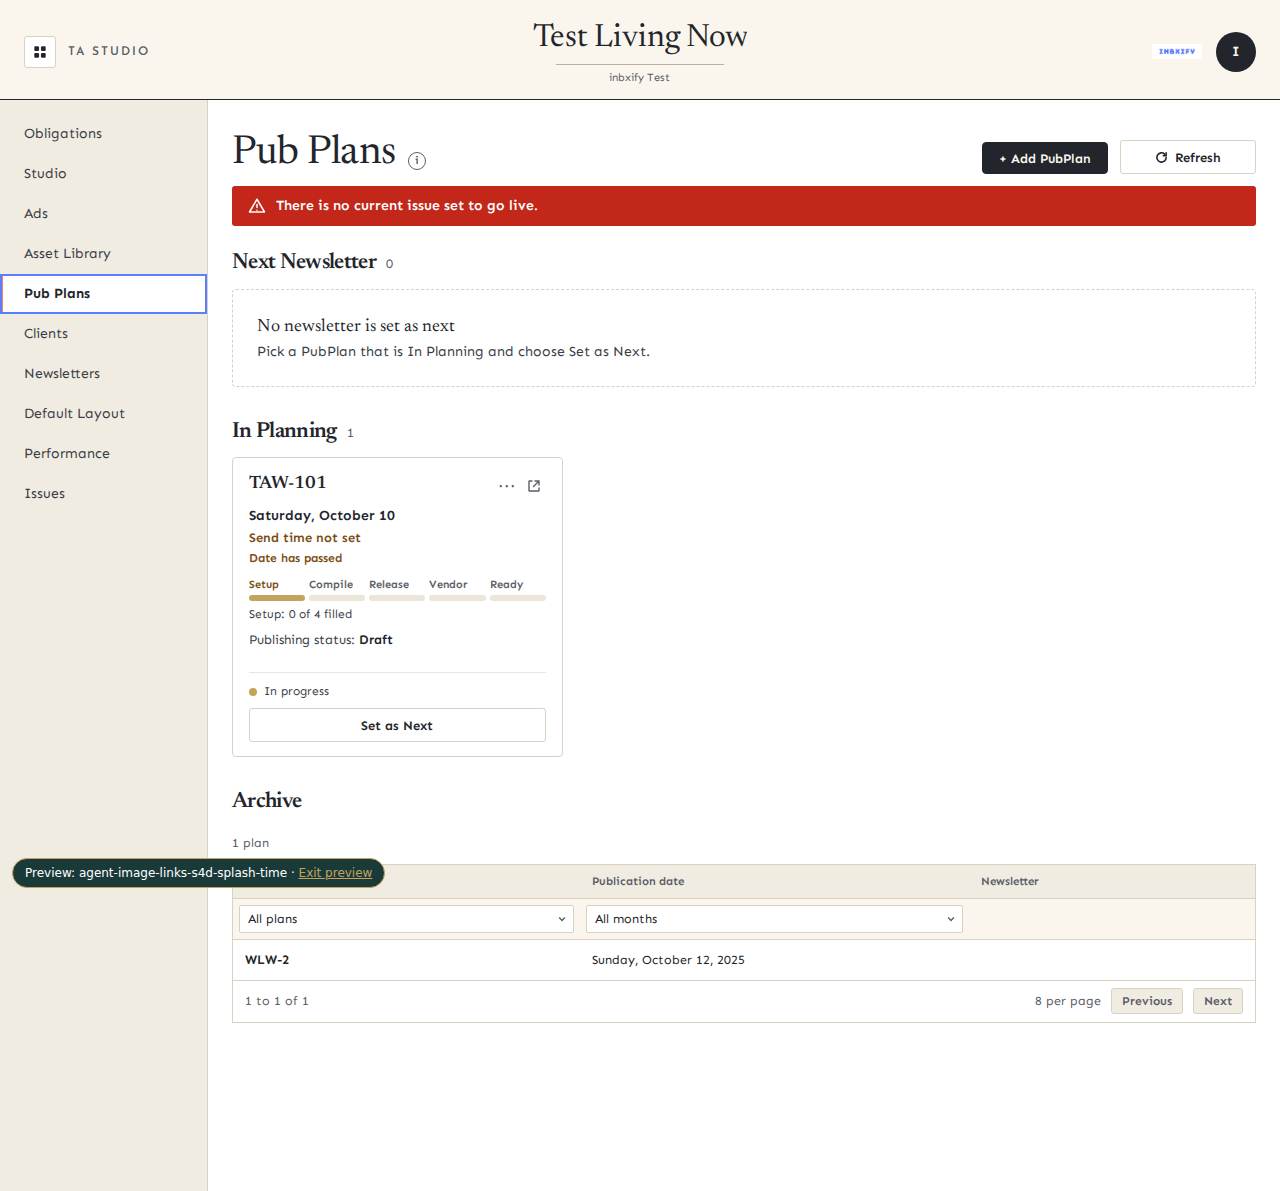 TA STUDIO
Test Living Now
inbxify Test
INBXIFY
I
Obligations
Studio
Ads
Asset Library
Pub Plans
Clients
Newsletters
Default Layout
Performance
Issues
Pub Plans
i
+ Add PubPlan
Refresh
There is no current issue set to go live.
Next Newsletter 0
No newsletter is set as next
Pick a PubPlan that is In Planning and choose Set as Next.
In Planning 1
TAW-101
Saturday, October 10
Send time not set
Date has passed
Setup Compile Release Vendor Ready
Setup: 0 of 4 filled
Publishing status: Draft
In progress
Set as Next
Archive
1 plan
Preview: agent-image-links-s4d-splash-time · Exit preview
Publication date Newsletter
All plans All months
WLW-2 Sunday, October 12, 2025
1 to 1 of 1 8 per page Previous Next